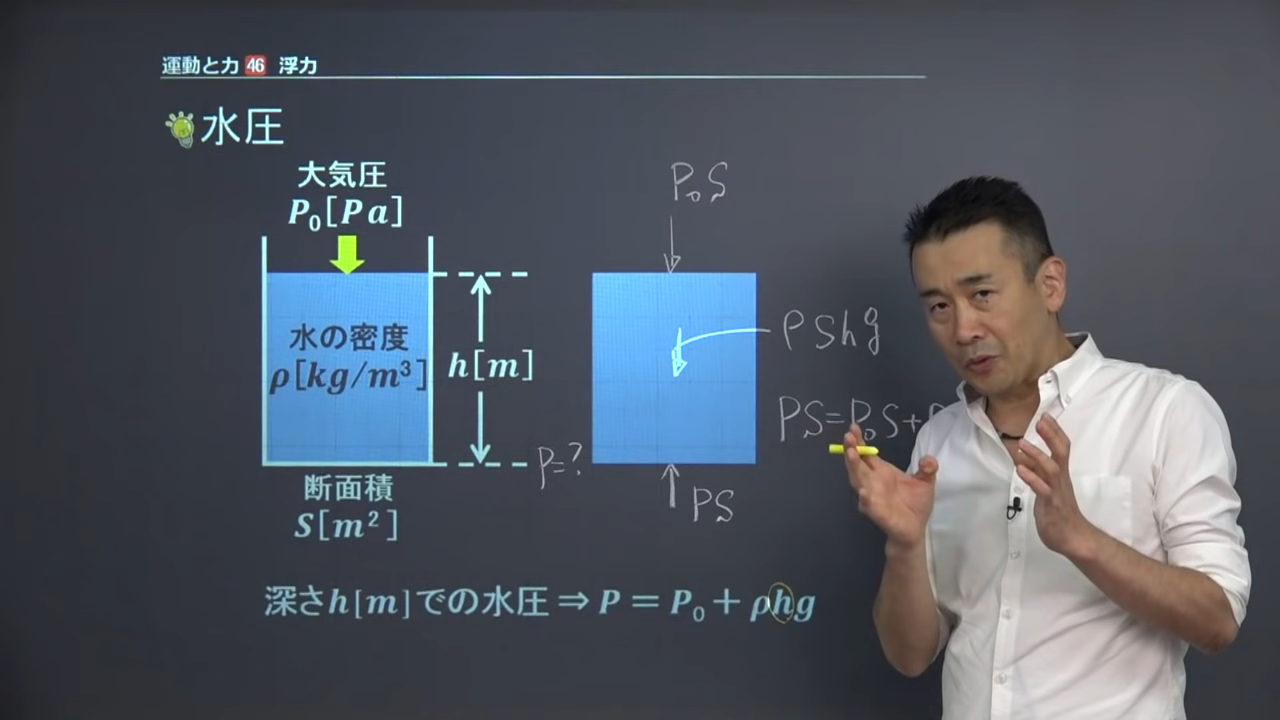 運動と力 46 浮力
水圧
大気圧
P₀[Pa]
水の密度
ρ[kg/m³]
h[m]
断面積
S[m²]
P=?
P₀S
ρShg
PS=P₀S+
PS
深さh[m]での水圧⇒P=P₀+ρhg